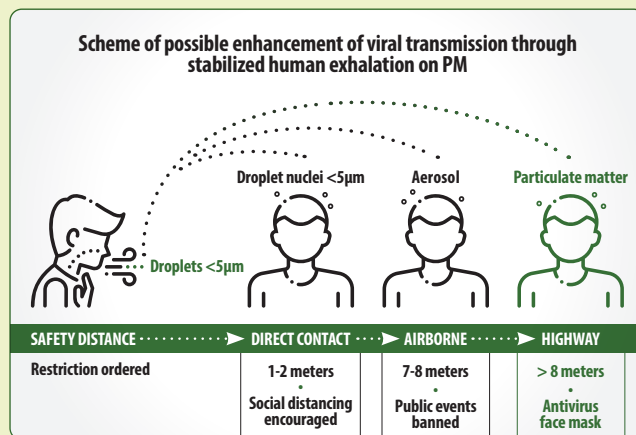 Scheme of possible enhancement of viral transmission through
stabilized human exhalation on PM
Droplet nuclei <5µm
Aerosol
Particulate matter
Droplets <5µm
SAFETY DISTANCE
DIRECT CONTACT
AIRBORNE
HIGHWAY
Restriction ordered
1-2 meters
•
Social distancing
encouraged
7-8 meters
•
Public events
banned
> 8 meters
•
Antivirus
face mask